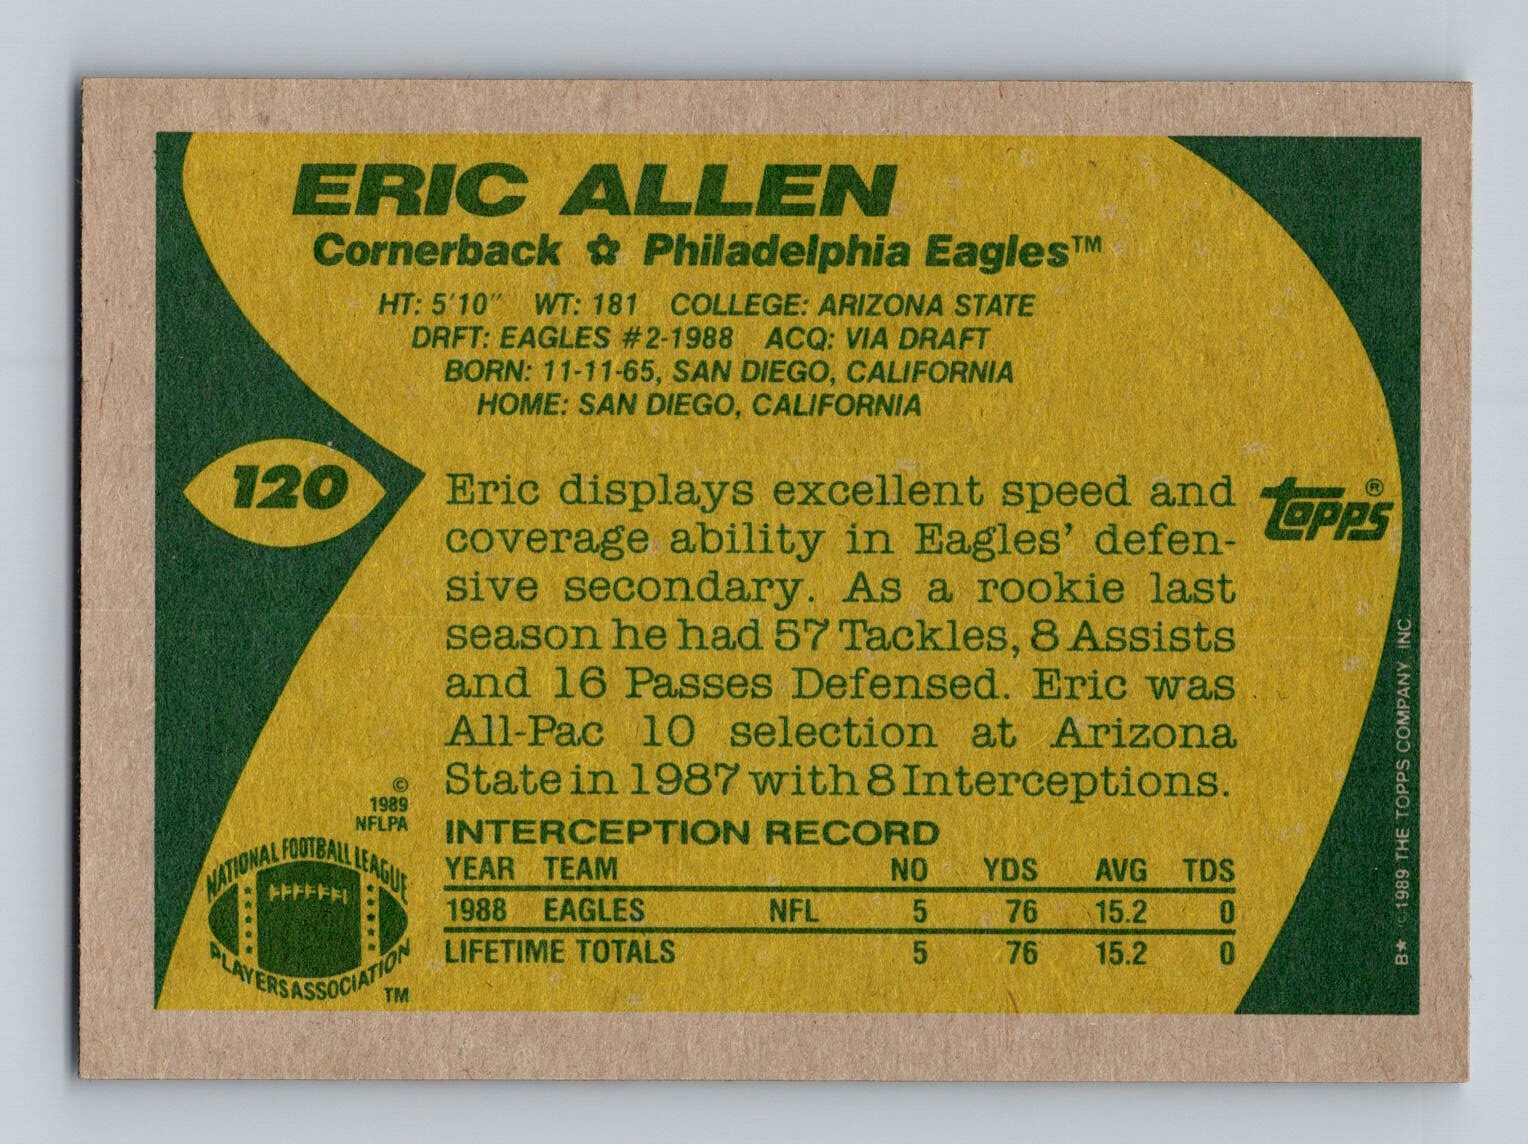 ERIC ALLEN
Cornerback ✿ Philadelphia Eagles™
HT: 5'10" WT: 181 COLLEGE: ARIZONA STATE
DRFT: EAGLES #2-1988 ACQ: VIA DRAFT
BORN: 11-11-65, SAN DIEGO, CALIFORNIA
HOME: SAN DIEGO, CALIFORNIA
120
Eric displays excellent speed and
coverage ability in Eagles' defen-
sive secondary. As a rookie last
season he had 57 Tackles, 8 Assists
and 16 Passes Defensed. Eric was
All-Pac 10 selection at Arizona
State in 1987 with 8 Interceptions.
topps®
©
1989
NFLPA
NATIONAL FOOTBALL LEAGUE
PLAYERS ASSOCIATION
TM
INTERCEPTION RECORD
YEAR TEAM NO YDS AVG TDS
1988 EAGLES NFL 5 76 15.2 0
LIFETIME TOTALS 5 76 15.2 0
B★ ©1989 THE TOPPS COMPANY, INC.